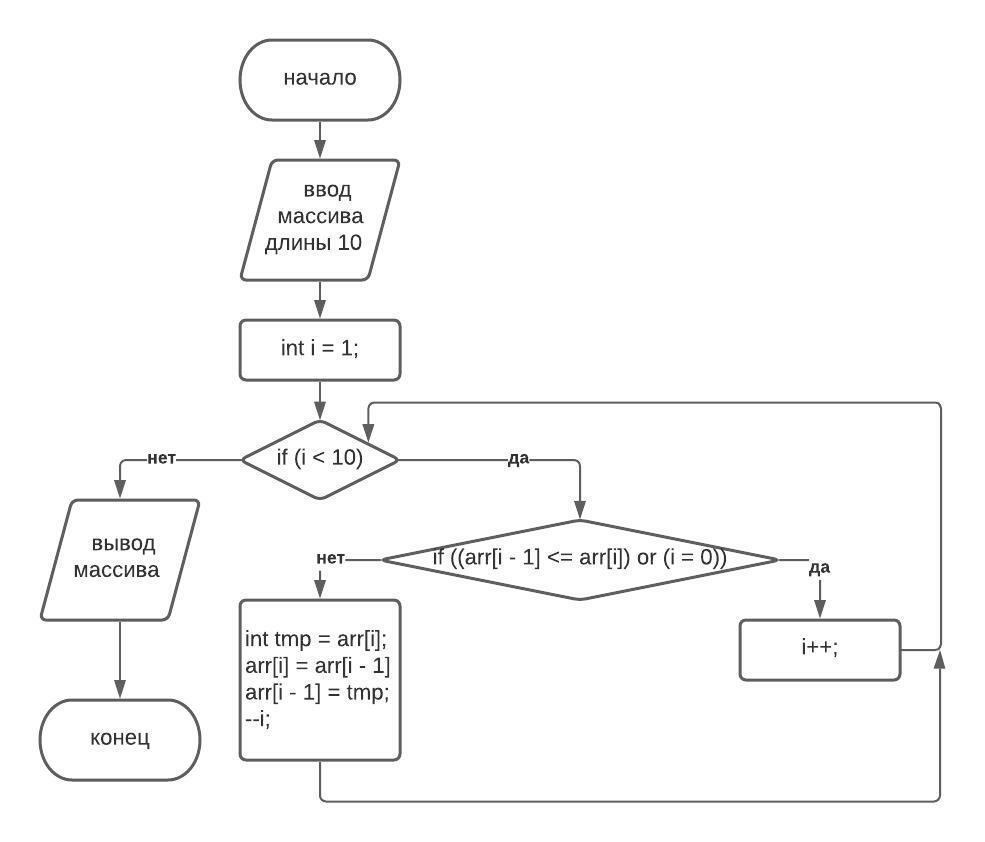 начало
ввод
массива
длины 10
int i = 1;
if (i < 10)
нет
да
вывод
массива
конец
if ((arr[i - 1] <= arr[i]) or (i = 0))
нет
да
int tmp = arr[i];
arr[i] = arr[i - 1]
arr[i - 1] = tmp;
--i;
i++;